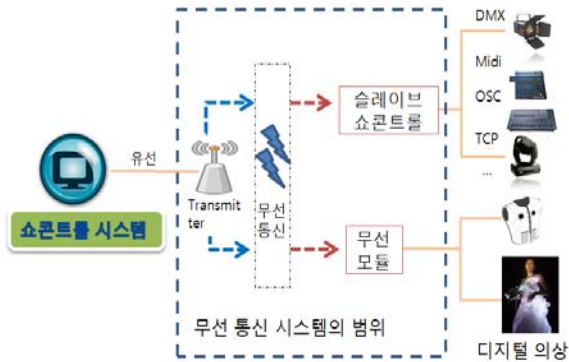 쇼콘트롤 시스템
유선
Transmit
ter
무선
통신
슬레이브
쇼콘트롤
무선
모듈
무선 통신 시스템의 범위
DMX
Midi
OSC
TCP
...
디지털 의상